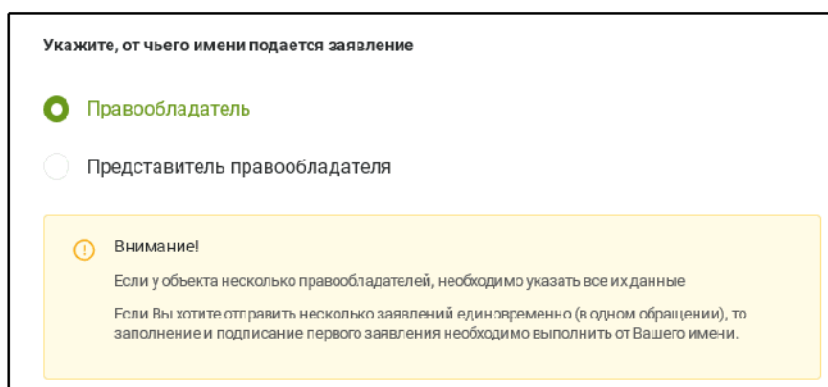 Укажите, от чьего имени подается заявление
Правообладатель
Представитель правообладателя
Внимание!
Если у объекта несколько правообладателей, необходимо указать все их данные
Если Вы хотите отправить несколько заявлений единовременно (в одном обращении), то
заполнение и подписание первого заявления необходимо выполнить от Вашего имени.